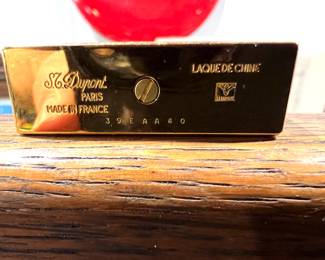 S.T. Dupont
PARIS
MADE IN FRANCE
LAQUE DE CHINE
39EAA40